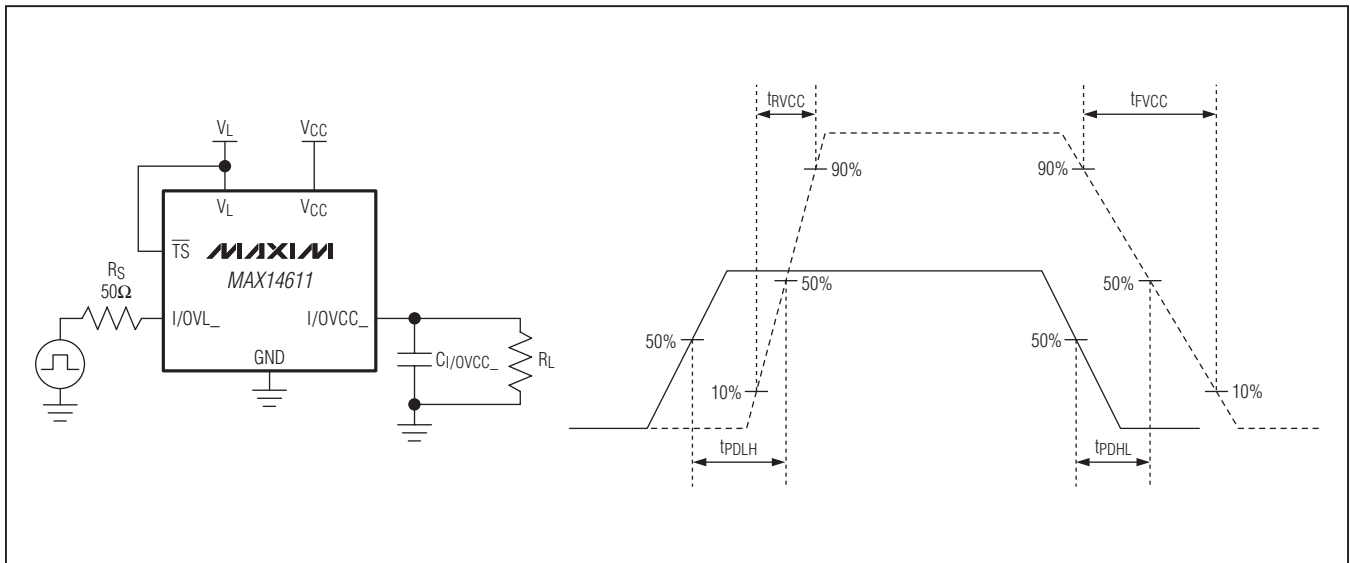 VL
VCC
VL
VCC
TS
MAXIM
MAX14611
RS
50Ω
I/OVL_
I/OVCC_
GND
CI/OVCC_
RL
tRVCC
tFVCC
90%
90%
50%
50%
50%
50%
10%
10%
tPDLH
tPDHL